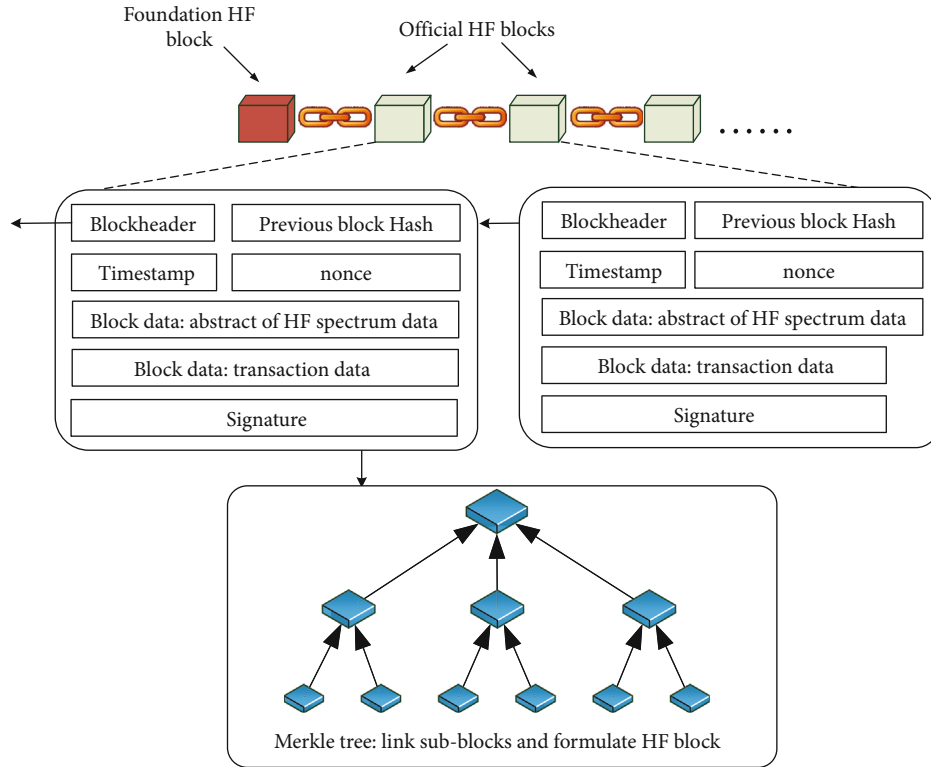 Foundation HF
block
Official HF blocks
......
Blockheader
Previous block Hash
Timestamp
nonce
Block data: abstract of HF spectrum data
Block data: transaction data
Signature
Blockheader
Previous block Hash
Timestamp
nonce
Block data: abstract of HF spectrum data
Block data: transaction data
Signature
Merkle tree: link sub-blocks and formulate HF block